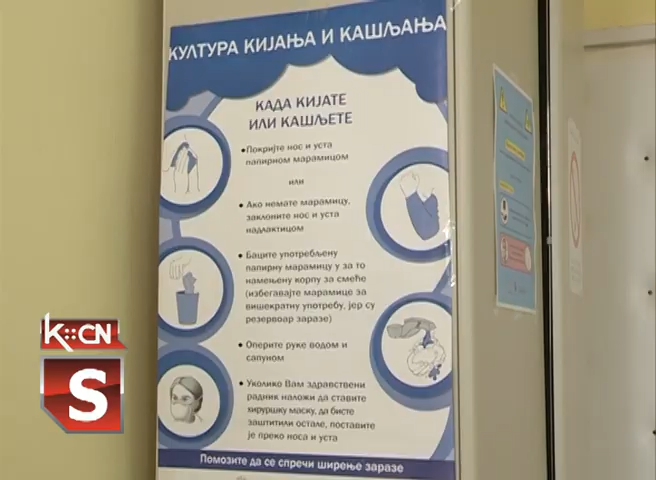 КУЛТУРА КИЈАЊА И КАШЉАЊА
КАДА КИЈАТЕ
ИЛИ КАШЉЕТЕ
• Покријте нос и уста
папирном марамицом
или
• Ако немате марамицу,
заклоните нос и уста
надлактицом
• Баците употребљену
папирну марамицу у за то
намењену корпу за смеће
(избегавајте марамице за
вишекратну употребу, јер су
резервоар заразе)
• Оперите руке водом и
сапуном
• Уколико Вам здравствени
радник наложи да ставите
хируршку маску, да бисте
заштитили остале, поставите
је преко носа и уста
Помозите да се спречи ширење заразе
K::CN
S